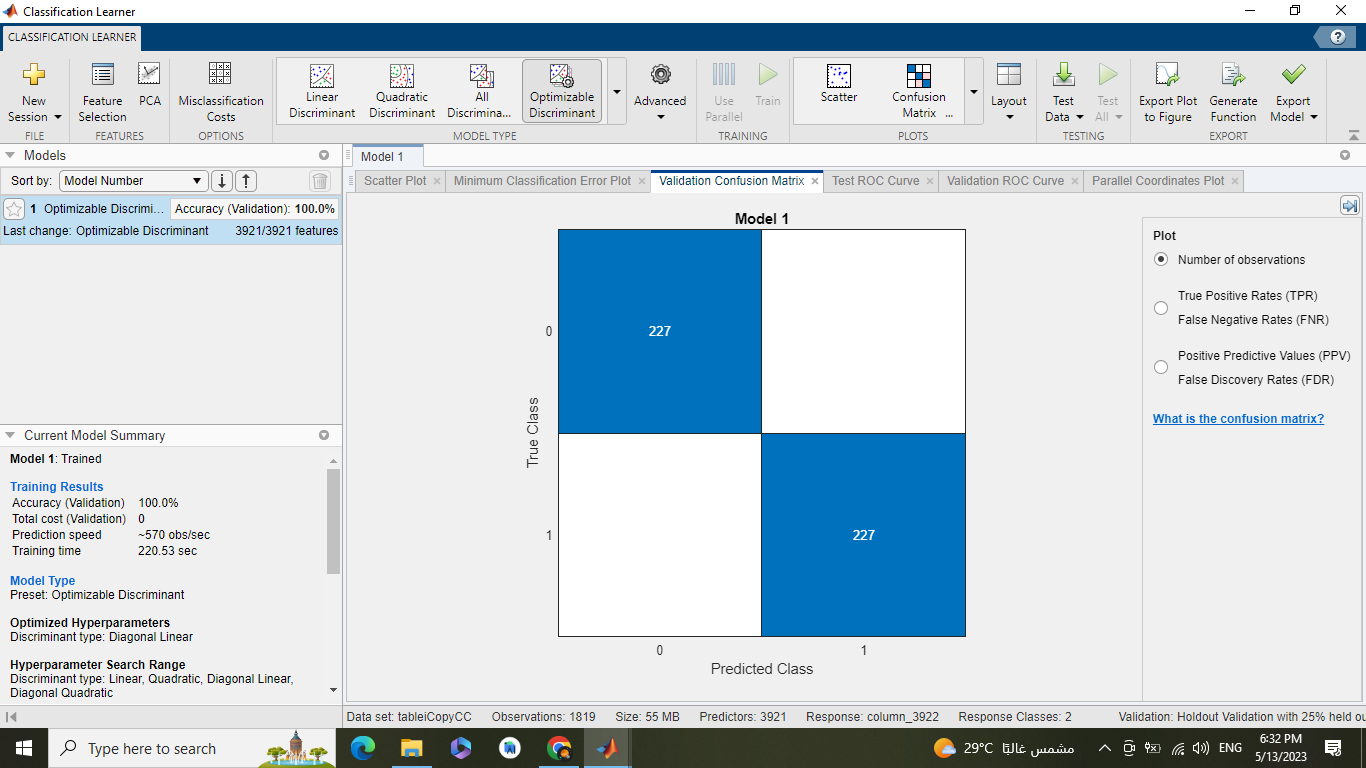 Classification Learner
CLASSIFICATION LEARNER
?
New Session
Feature Selection
PCA
Misclassification Costs
Linear Discriminant
Quadratic Discriminant
All Discrimina...
Optimizable Discriminant
Advanced
Use Parallel
Train
Scatter
Confusion Matrix ...
Layout
Test Data
Test All
Export Plot to Figure
Generate Function
Export Model
FILE
FEATURES
OPTIONS
MODEL TYPE
TRAINING
PLOTS
TESTING
EXPORT
Models
Sort by: Model Number
1 Optimizable Discrimi... Accuracy (Validation): 100.0%
Last change: Optimizable Discriminant 3921/3921 features
Current Model Summary
Model 1: Trained
Training Results
Accuracy (Validation) 100.0%
Total cost (Validation) 0
Prediction speed ~570 obs/sec
Training time 220.53 sec
Model Type
Preset: Optimizable Discriminant
Optimized Hyperparameters
Discriminant type: Diagonal Linear
Hyperparameter Search Range
Discriminant type: Linear, Quadratic, Diagonal Linear,
Diagonal Quadratic
Model 1
Scatter Plot Minimum Classification Error Plot Validation Confusion Matrix Test ROC Curve Validation ROC Curve Parallel Coordinates Plot
Model 1
True Class
0
227
1
227
0 1
Predicted Class
Plot
Number of observations
True Positive Rates (TPR)
False Negative Rates (FNR)
Positive Predictive Values (PPV)
False Discovery Rates (FDR)
What is the confusion matrix?
Data set: tableiCopyCC Observations: 1819 Size: 55 MB Predictors: 3921 Response: column_3922 Response Classes: 2 Validation: Holdout Validation with 25% held ou
Type here to search
29°C مشمس غالبًا
ENG
6:32 PM
5/13/2023